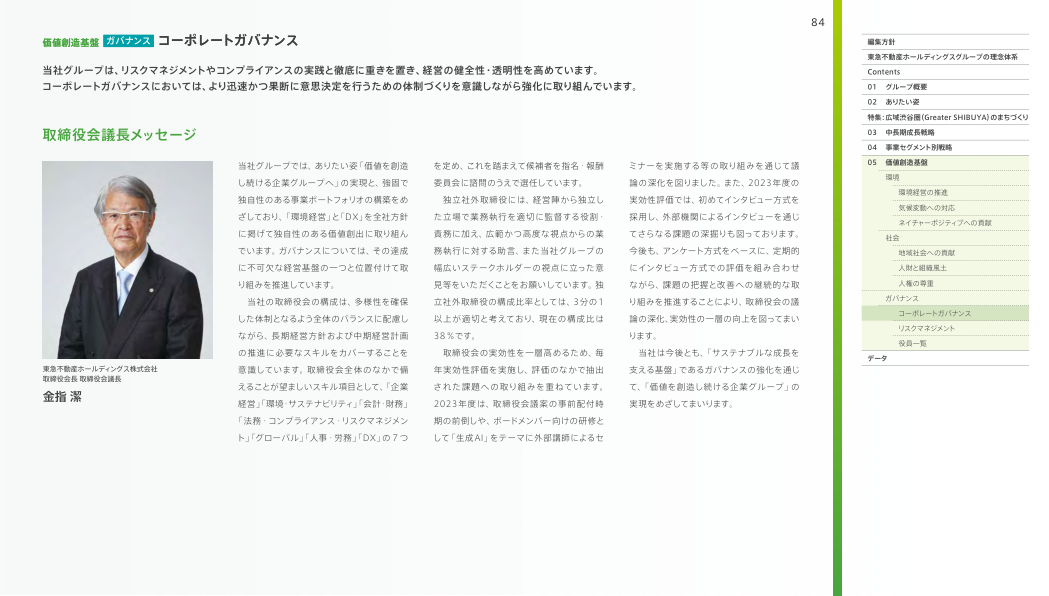 84
価値創造基盤 ガバナンス コーポレートガバナンス
当社グループは、リスクマネジメントやコンプライアンスの実践と徹底に重きを置き、経営の健全性・透明性を高めています。
コーポレートガバナンスにおいては、より迅速かつ果断に意思決定を行うための体制づくりを意識しながら強化に取り組んでいます。
取締役会議長メッセージ
東急不動産ホールディングス株式会社
取締役会長 取締役会議長
金指 潔
当社グループでは、ありたい姿「価値を創造
し続ける企業グループへ」の実現と、強固で
独自性のある事業ポートフォリオの構築をめ
ざしており、「環境経営」と「DX」を全社方針
に掲げて独自性のある価値創出に取り組ん
でいます。ガバナンスについては、その達成
に不可欠な経営基盤の一つと位置付けて取
り組みを推進しています。
当社の取締役会の構成は、多様性を確保
した体制となるよう全体のバランスに配慮し
ながら、長期経営方針および中期経営計画
の推進に必要なスキルをカバーすることを
意識しています。取締役会全体のなかで備
えることが望ましいスキル項目として、「企業
経営」「環境・サステナビリティ」「会計・財務」
「法務・コンプライアンス・リスクマネジメン
ト」「グローバル」「人事・労務」「DX」の7つ
を定め、これを踏まえて候補者を指名・報酬
委員会に諮問のうえで選任しています。
独立社外取締役には、経営陣から独立し
た立場で業務執行を適切に監督する役割・
責務に加え、広範かつ高度な視点からの業
務執行に対する助言、また当社グループの
幅広いステークホルダーの視点に立った意
見等をいただくことをお願いしています。独
立社外取締役の構成比率としては、3分の1
以上が適切と考えており、現在の構成比は
38%です。
取締役会の実効性を一層高めるため、毎
年実効性評価を実施し、評価のなかで抽出
された課題への取り組みを重ねています。
2023年度は、取締役会議案の事前配付時
期の前倒しや、ボードメンバー向けの研修と
して「生成AI」をテーマに外部講師によるセ
ミナーを実施する等の取り組みを通じて議
論の深化を図りました。また、2023年度の
実効性評価では、初めてインタビュー方式を
採用し、外部機関によるインタビューを通じ
てさらなる課題の深掘りも図っております。
今後も、アンケート方式をベースに、定期的
にインタビュー方式での評価を組み合わせ
ながら、課題の把握と改善への継続的な取
り組みを推進することにより、取締役会の議
論の深化、実効性の一層の向上を図ってまい
ります。
当社は今後とも、「サステナブルな成長を
支える基盤」であるガバナンスの強化を通じ
て、「価値を創造し続ける企業グループ」の
実現をめざしてまいります。
編集方針
東急不動産ホールディングスグループの理念体系
Contents
01 グループ概要
02 ありたい姿
特集：広域渋谷圏（Greater SHIBUYA）のまちづくり
03 中長期成長戦略
04 事業セグメント別戦略
05 価値創造基盤
環境
環境経営の推進
気候変動への対応
ネイチャーポジティブへの貢献
社会
地域社会への貢献
人財と組織風土
人権の尊重
ガバナンス
コーポレートガバナンス
リスクマネジメント
役員一覧
データ